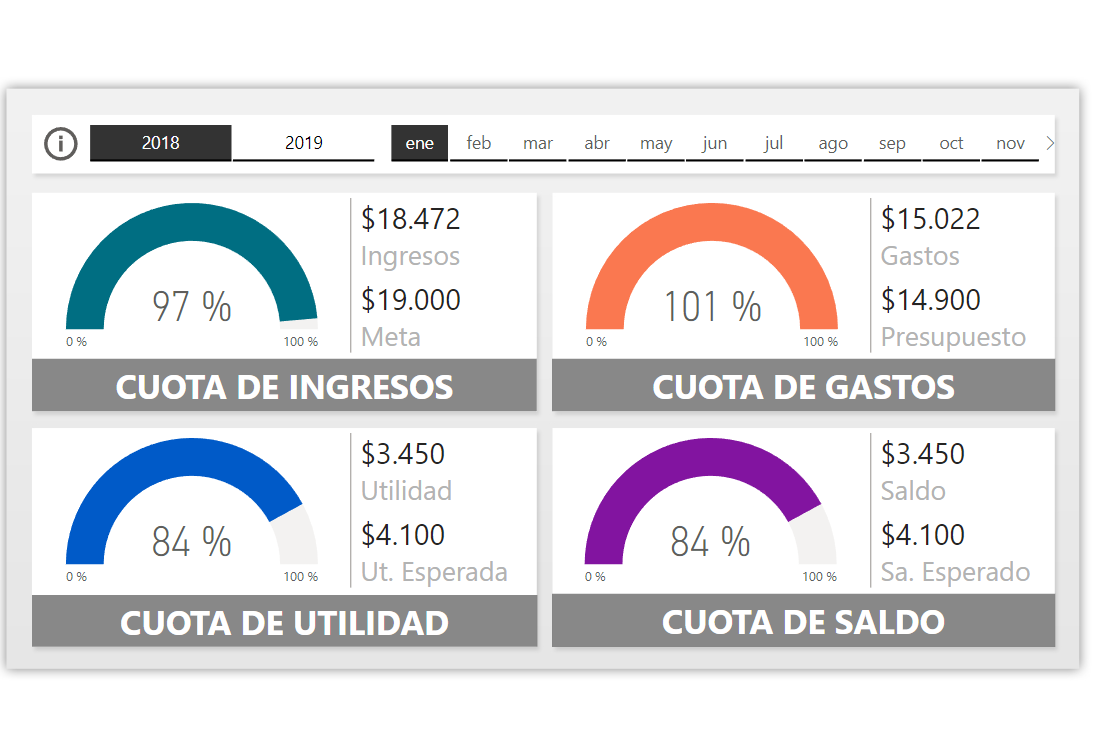 2018 2019 ene feb mar abr may jun jul ago sep oct nov
$18.472
Ingresos
$19.000
Meta
97 %
0 % 100 %
CUOTA DE INGRESOS
$15.022
Gastos
$14.900
Presupuesto
101 %
0 % 100 %
CUOTA DE GASTOS
$3.450
Utilidad
$4.100
Ut. Esperada
84 %
0 % 100 %
CUOTA DE UTILIDAD
$3.450
Saldo
$4.100
Sa. Esperado
84 %
0 % 100 %
CUOTA DE SALDO